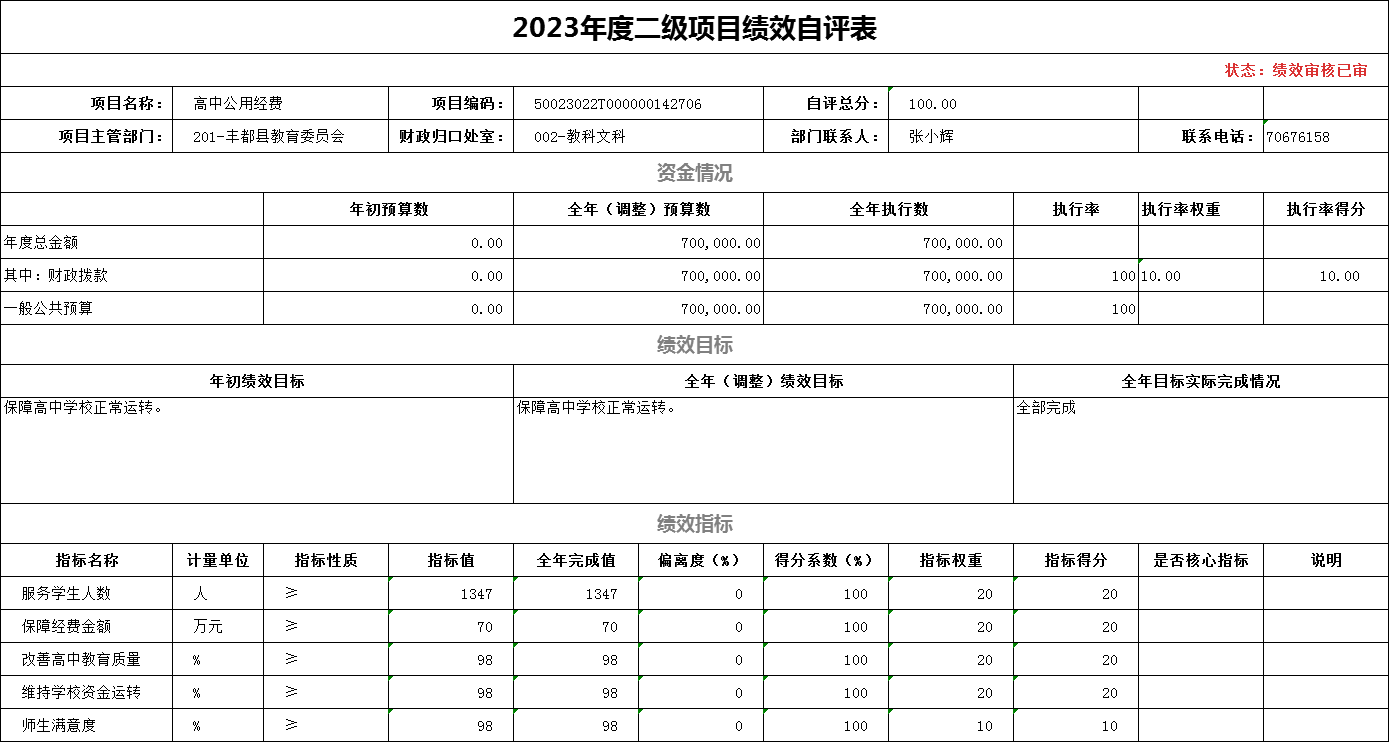 2023年度二级项目绩效自评表
状态：绩效审核已审
项目名称： 高中公用经费 项目编码： 50023022T000000142706 自评总分： 100.00
项目主管部门： 201-丰都县教育委员会 财政归口处室： 002-教科文科 部门联系人： 张小辉 联系电话： 70676158
资金情况
年初预算数 全年（调整）预算数 全年执行数 执行率 执行率权重 执行率得分
年度总金额 0.00 700,000.00 700,000.00
其中：财政拨款 0.00 700,000.00 700,000.00 100 10.00 10.00
一般公共预算 0.00 700,000.00 700,000.00 100
绩效目标
年初绩效目标 全年（调整）绩效目标 全年目标实际完成情况
保障高中学校正常运转。 保障高中学校正常运转。 全部完成
绩效指标
指标名称 计量单位 指标性质 指标值 全年完成值 偏离度（%） 得分系数（%） 指标权重 指标得分 是否核心指标 说明
服务学生人数 人 ≥ 1347 1347 0 100 20 20
保障经费金额 万元 ≥ 70 70 0 100 20 20
改善高中教育质量 % ≥ 98 98 0 100 20 20
维持学校资金运转 % ≥ 98 98 0 100 20 20
师生满意度 % ≥ 98 98 0 100 10 10